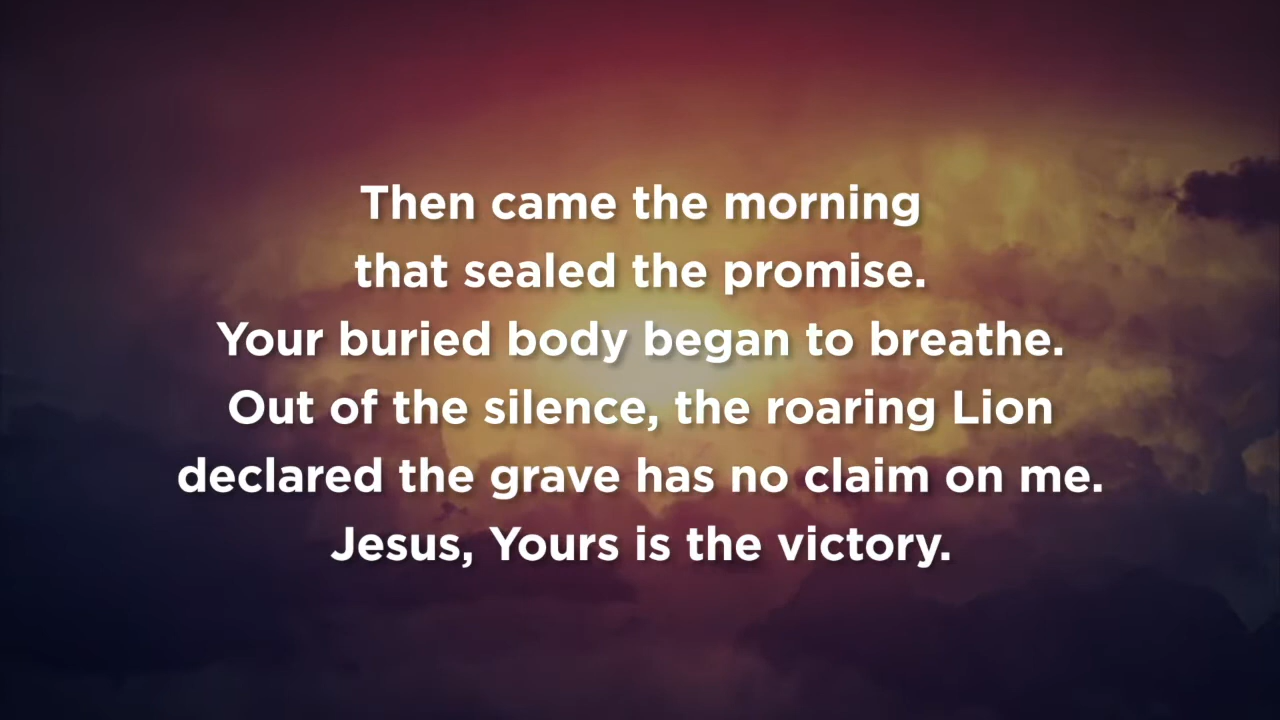 Then came the morning
that sealed the promise.
Your buried body began to breathe.
Out of the silence, the roaring Lion
declared the grave has no claim on me.
Jesus, Yours is the victory.